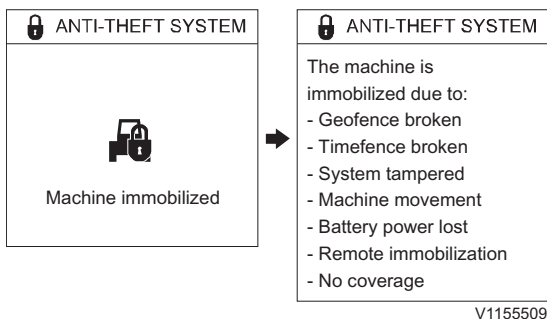 ANTI-THEFT SYSTEM
Machine immobilized
ANTI-THEFT SYSTEM
The machine is
immobilized due to:
- Geofence broken
- Timefence broken
- System tampered
- Machine movement
- Battery power lost
- Remote immobilization
- No coverage
V1155509